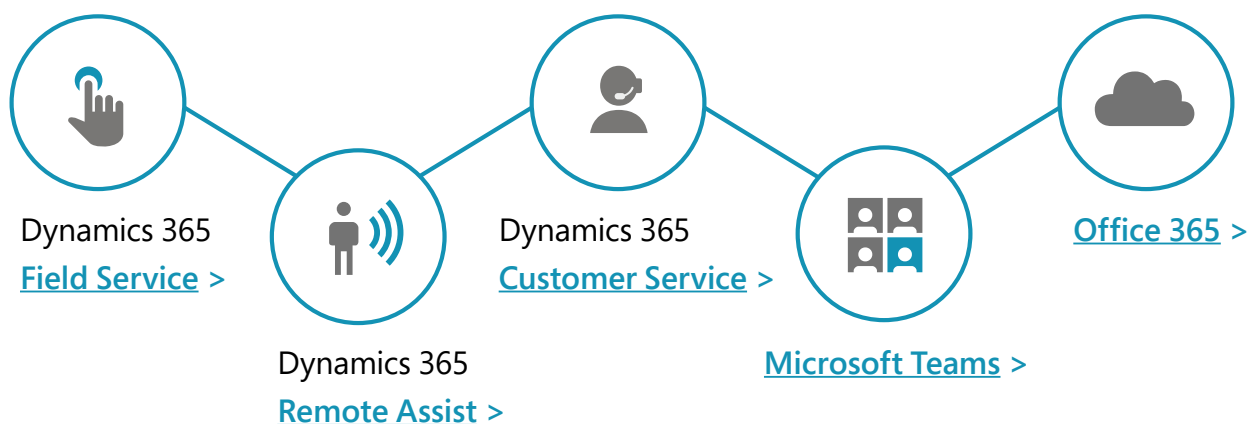 Dynamics 365
Field Service >
Dynamics 365
Remote Assist >
Dynamics 365
Customer Service >
Microsoft Teams >
Office 365 >